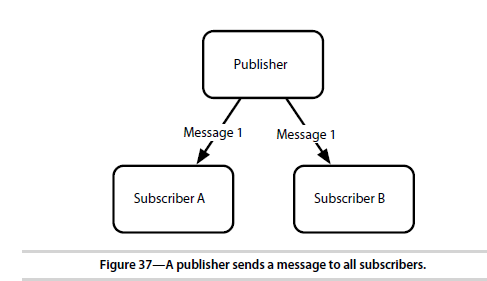 Publisher
Message 1
Message 1
Subscriber A
Subscriber B
Figure 37—A publisher sends a message to all subscribers.